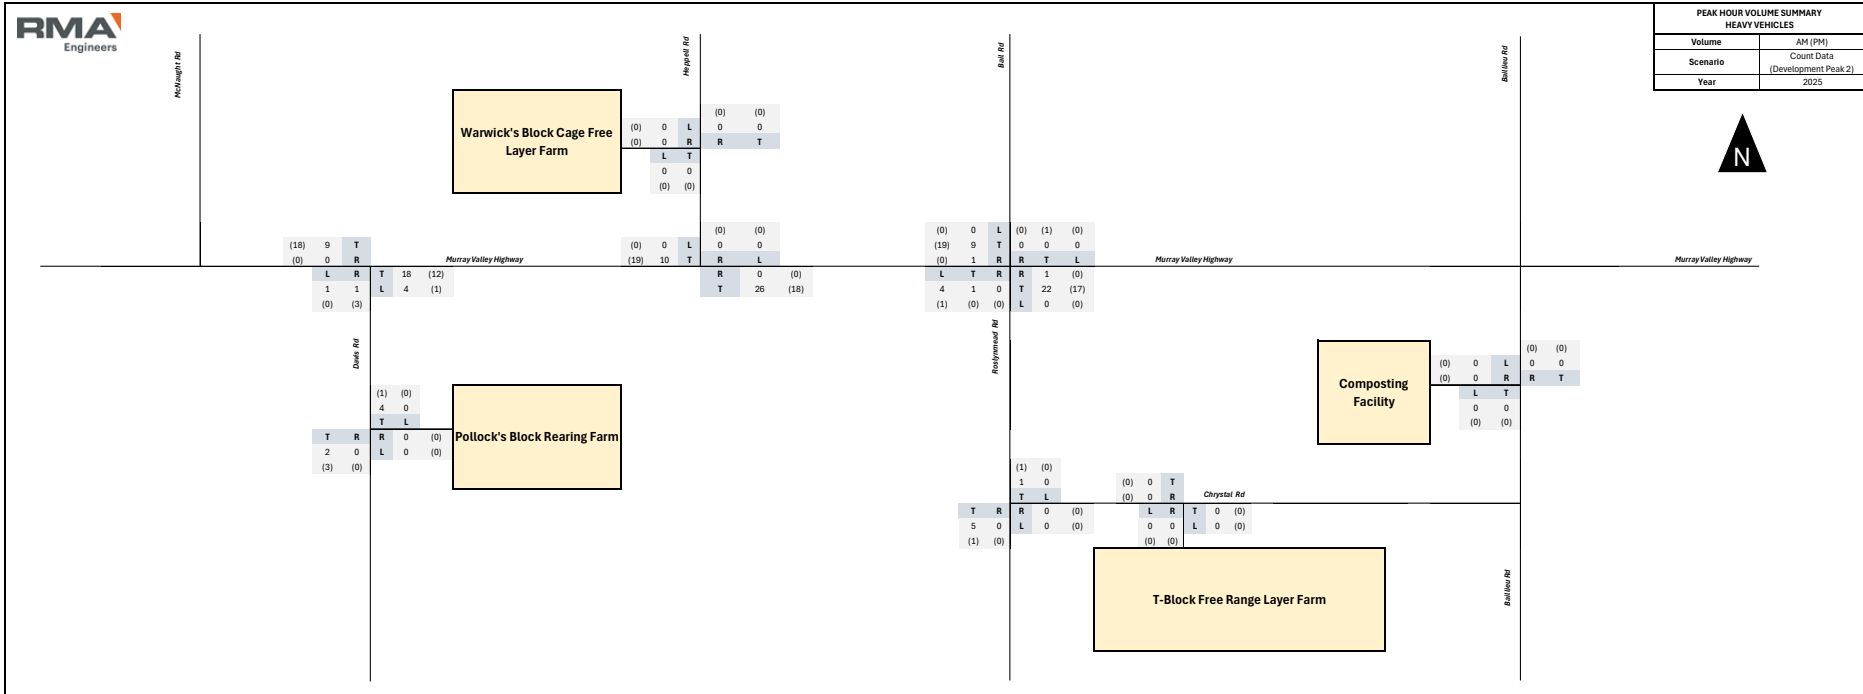 RMA
Engineers
PEAK HOUR VOLUME SUMMARY
HEAVY VEHICLES
Volume AM (PM)
Scenario Count Data
(Development Peak 2)
Year 2025
N
McNaught Rd
Heppell Rd
Ball Rd
Baillieu Rd
Warwick's Block Cage Free
Layer Farm
(0) (0)
(0) 0 L 0 0
(0) 0 R R T
L T
0 0
(0) (0)
(18) 9 T
(0) 0 R
L R T 18 (12)
1 1 L 4 (1)
(0) (3)
Murray Valley Highway
(0) (0)
(0) 0 L 0 0
(19) 10 T R L
R 0 (0)
T 26 (18)
(0) 0 L (0) (1) (0)
(19) 9 T 0 0 0
(0) 1 R R T L
L T R R 1 (0)
4 1 0 T 22 (17)
(1) (0) (0) L 0 (0)
Murray Valley Highway
Murray Valley Highway
Davis Rd
Roslynmead Rd
(1) (0)
4 0
T L
T R R 0 (0)
2 0 L 0 (0)
(3) (0)
Pollock's Block Rearing Farm
Composting
Facility
(0) (0)
(0) 0 L 0 0
(0) 0 R R T
L T
0 0
(0) (0)
(1) (0)
1 0
T L
T R R 0 (0)
5 0 L 0 (0)
(1) (0)
(0) 0 T
(0) 0 R
Chrystal Rd
L R T 0 (0)
0 0 L 0 (0)
(0) (0)
T-Block Free Range Layer Farm
Baillieu Rd